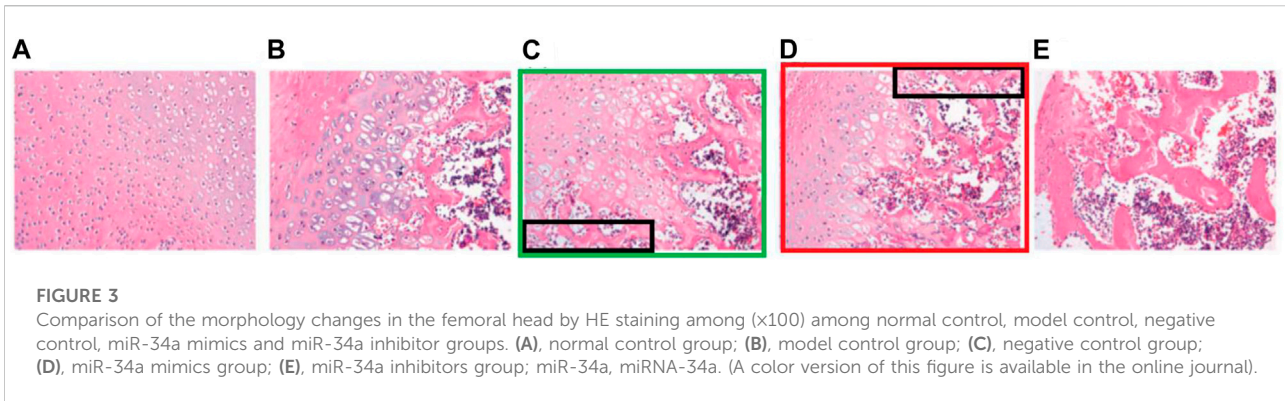 A B C D E
FIGURE 3
Comparison of the morphology changes in the femoral head by HE staining among (×100) among normal control, model control, negative
control, miR-34a mimics and miR-34a inhibitor groups. (A), normal control group; (B), model control group; (C), negative control group;
(D), miR-34a mimics group; (E), miR-34a inhibitors group; miR-34a, miRNA-34a. (A color version of this figure is available in the online journal).